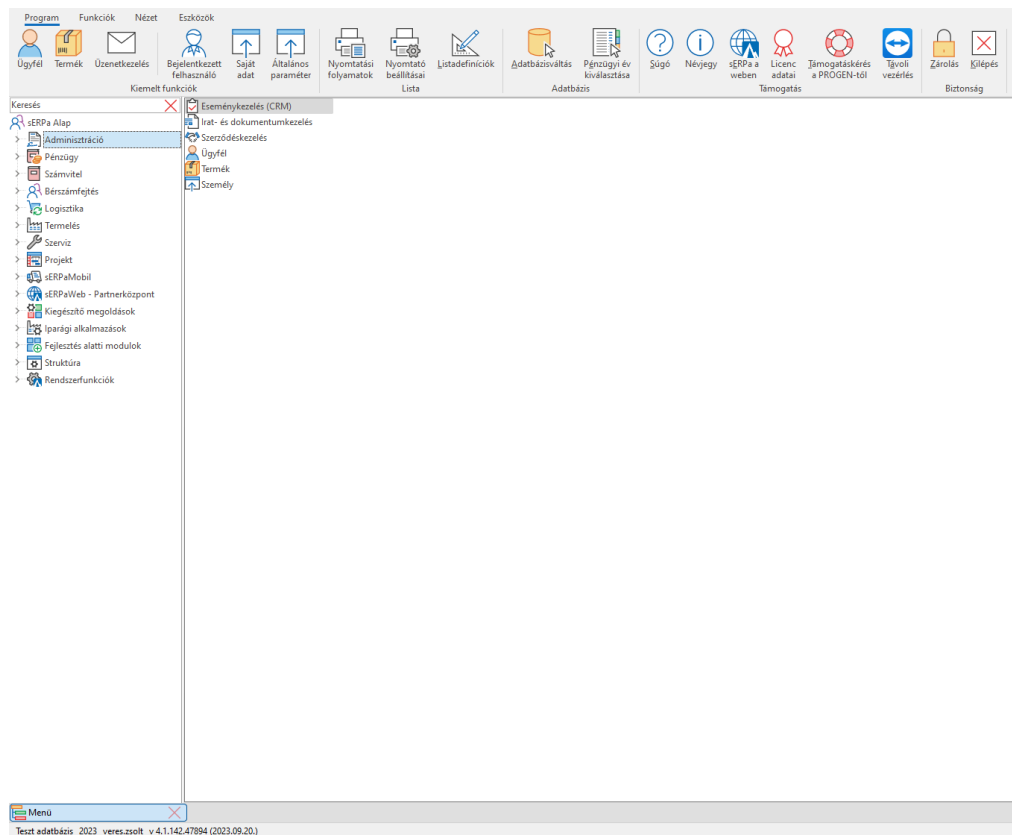 Program Funkciók Nézet Eszközök
Ügyfél Termék Üzenetkezelés Bejelentkezett felhasználó Saját adat Általános paraméter Nyomtatási folyamatok Nyomtató beállításai Listadefiníciók Adatbázisváltás Pénzügyi év kiválasztása Súgó Névjegy sERPa a weben Licenc adatai Támogatáskérés a PROGEN-től Távoli vezérlés Zárolás Kilépés
Kiemelt funkciók Lista Adatbázis Támogatás Biztonság
Keresés
sERPa Alap
Adminisztráció
Pénzügy
Számvitel
Bérszámfejtés
Logisztika
Termelés
Szerviz
Projekt
sERPaMobil
sERPaWeb - Partnerközpont
Kiegészítő megoldások
Iparági alkalmazások
Fejlesztés alatti modulok
Struktúra
Rendszerfunkciók
Eseménykezelés (CRM)
Irat- és dokumentumkezelés
Szerződéskezelés
Ügyfél
Termék
Személy
Menü
Teszt adatbázis 2023 veres.zsolt v 4.1.142.47894 (2023.09.20.)